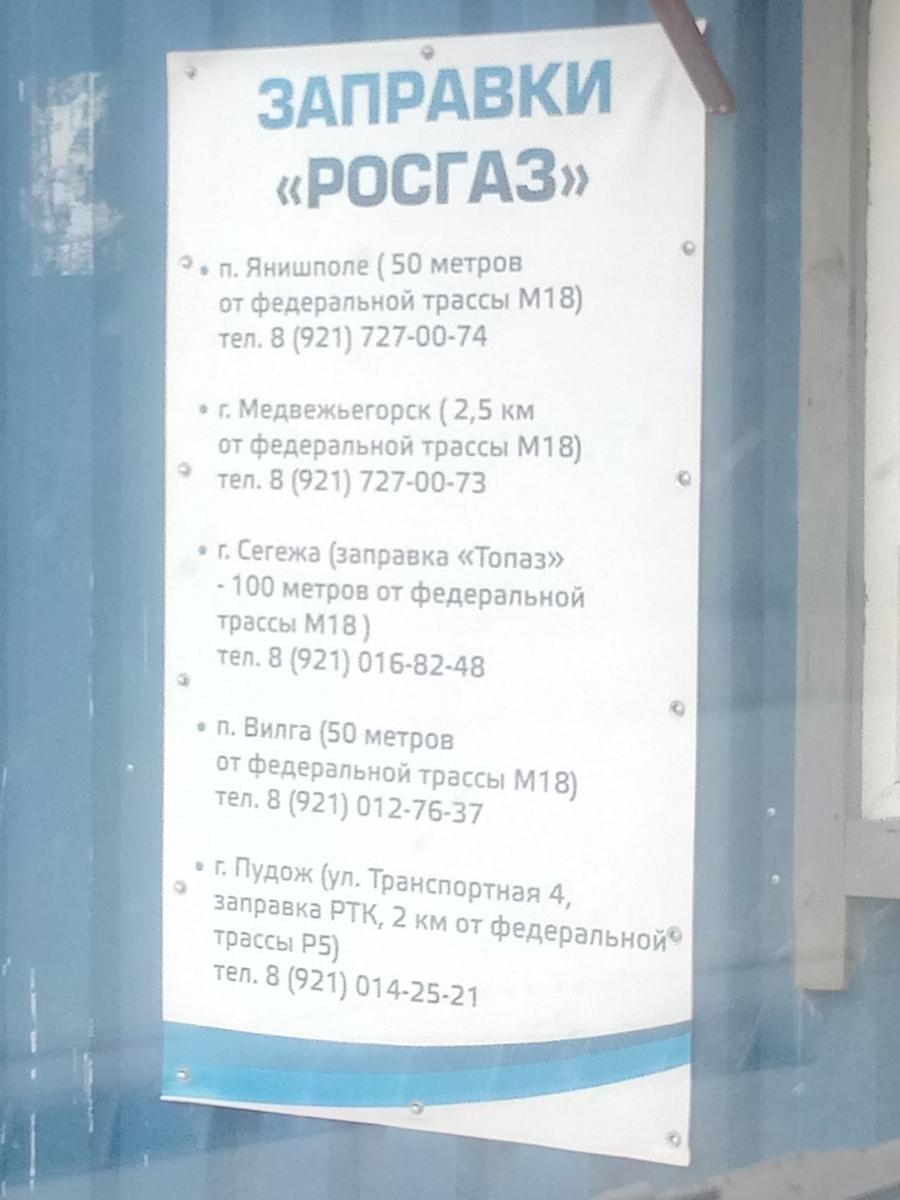 ЗАПРАВКИ
«РОСГАЗ»
• п. Янишполе ( 50 метров
от федеральной трассы М18)
тел. 8 (921) 727-00-74
• г. Медвежьегорск ( 2,5 км
от федеральной трассы М18)
тел. 8 (921) 727-00-73
• г. Сегежа (заправка «Топаз»
- 100 метров от федеральной
трассы М18 )
тел. 8 (921) 016-82-48
• п. Вилга (50 метров
от федеральной трассы М18)
тел. 8 (921) 012-76-37
• г. Пудож (ул. Транспортная 4,
заправка РТК, 2 км от федеральной
трассы Р5)
тел. 8 (921) 014-25-21